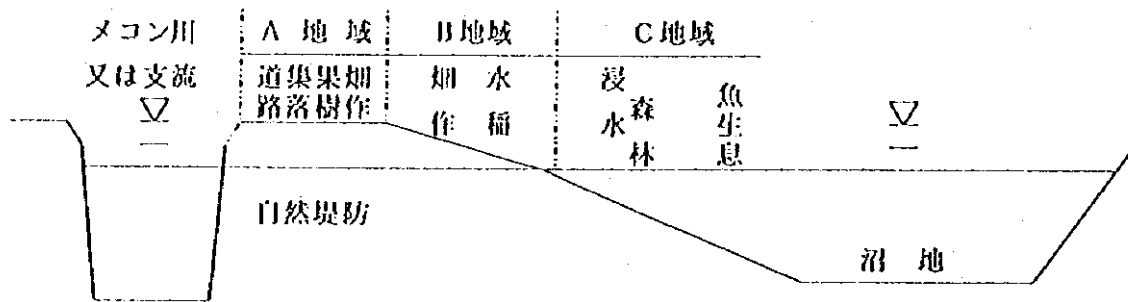 メコン川 A 地 域 B地域 C地域
又は支流 道路 集落 果樹 畑作 畑作 水稲 浸水 森林 魚生息
自然堤防
沼 地